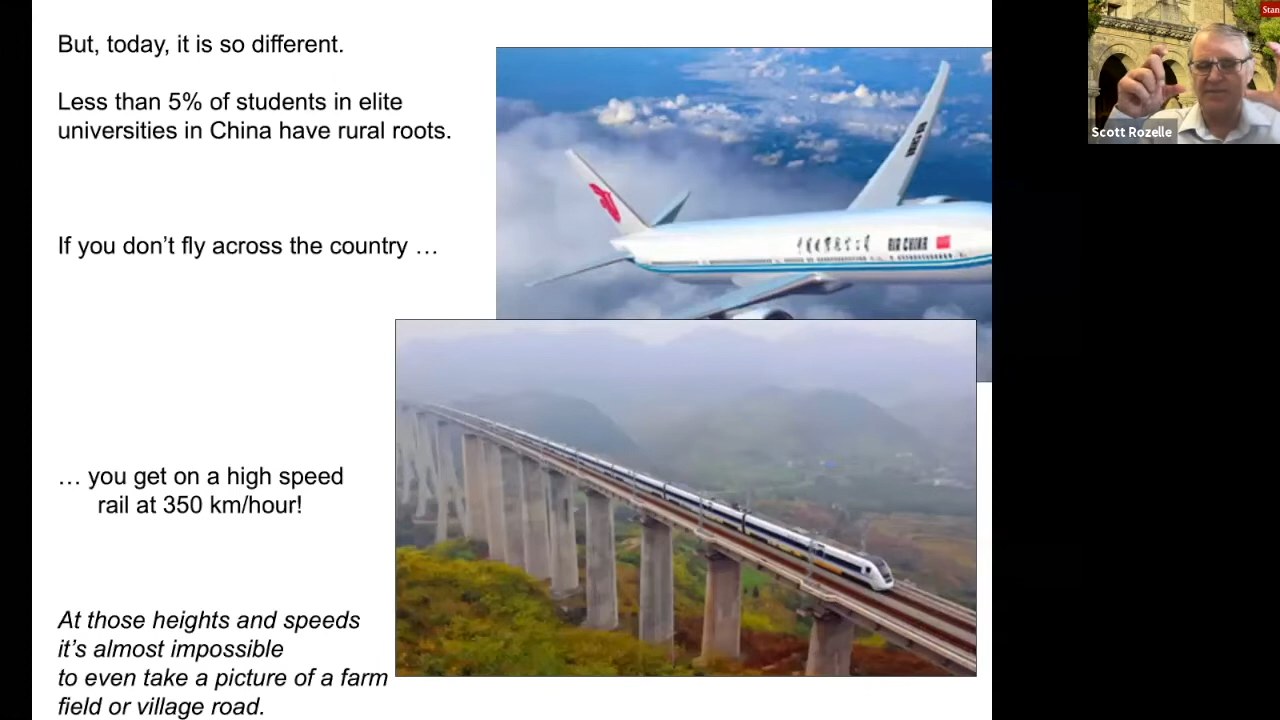 But, today, it is so different.
Less than 5% of students in elite
universities in China have rural roots.
If you don’t fly across the country …
… you get on a high speed
rail at 350 km/hour!
At those heights and speeds
it’s almost impossible
to even take a picture of a farm
field or village road.
AIR CHINA
AIR CHINA
Stan
Scott Rozelle